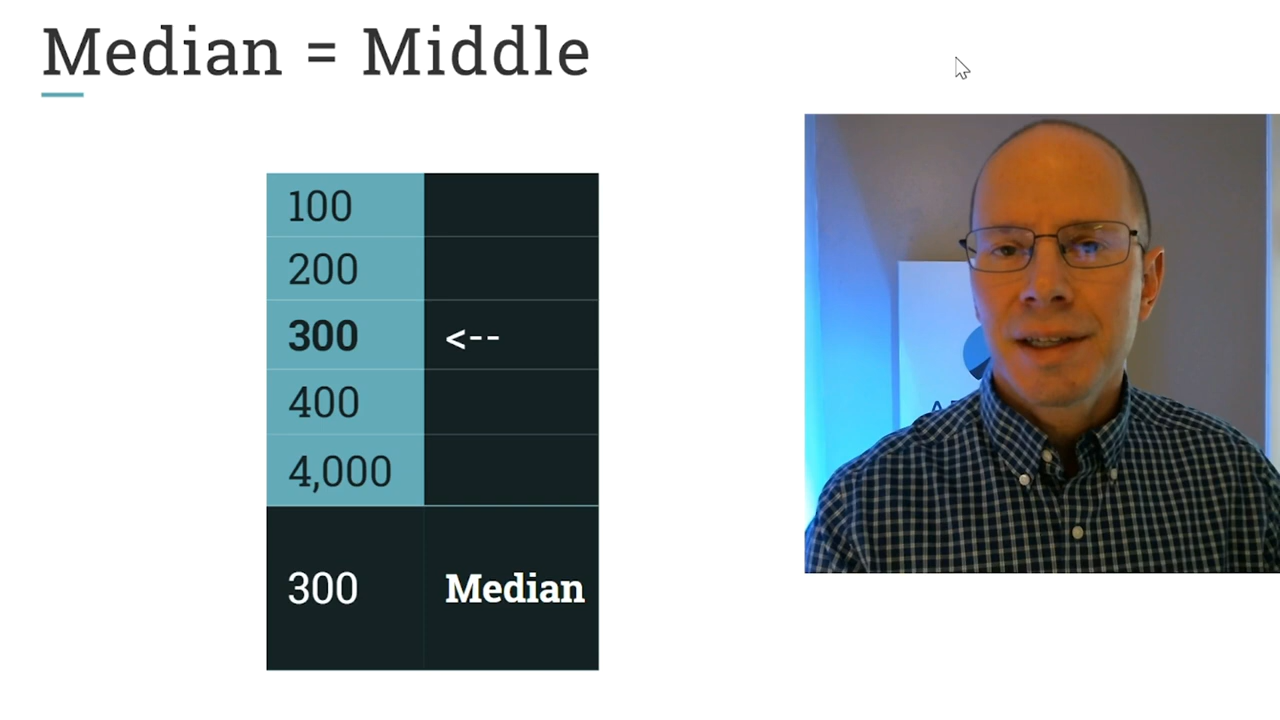 Median = Middle
100
200
300 <--
400
4,000
300 Median